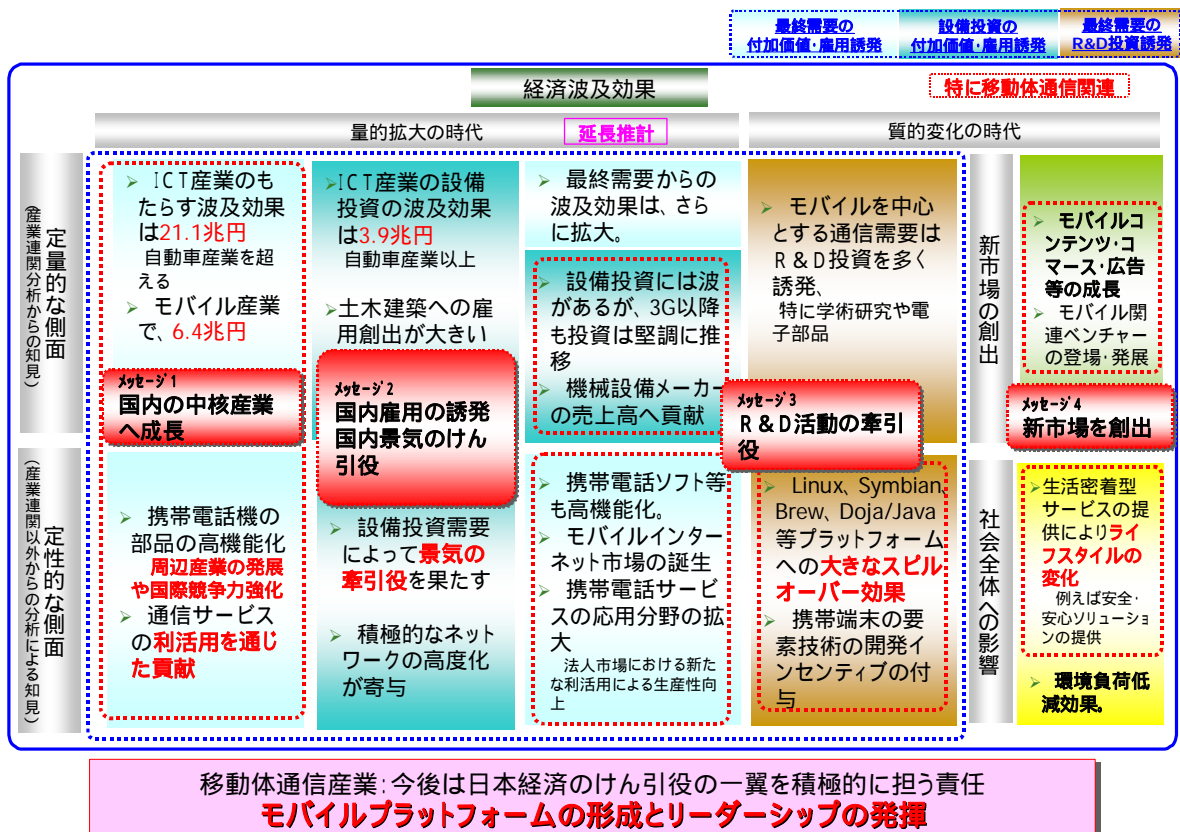 最終需要の
付加価値・雇用誘発
設備投資の
付加価値・雇用誘発
最終需要の
R&D投資誘発
経済波及効果
特に移動体通信関連
量的拡大の時代
延長推計
質的変化の時代
定量的な側面
(産業連関分析からの知見)
➢ ICT産業のも
たらす波及効果
は21.1兆円
自動車産業を超
える
➢ モバイル産業
で、6.4兆円
➢ICT産業の設備
投資の波及効果
は3.9兆円
自動車産業以上
➢土木建築への雇
用創出が大きい
➢ 最終需要からの
波及効果は、さら
に拡大。
➢ 設備投資には波
があるが、3G以降
も投資は堅調に推
移
➢ 機械設備メーカー
の売上高へ貢献
➢ モバイルを中心
とする通信需要は
R&D投資を多く
誘発、
特に学術研究や電
子部品
新市場の創出
➢ モバイルコ
ンテンツ・コ
マース・広告
等の成長
➢ モバイル関
連ベンチャー
の登場・発展
メッセージ1
国内の中核産業
へ成長
メッセージ2
国内雇用の誘発
国内景気のけん
引役
メッセージ3
R&D活動の牽引
役
メッセージ4
新市場を創出
定性的な側面
(産業連関以外からの分析による知見)
➢ 携帯電話機の
部品の高機能化
周辺産業の発展
や国際競争力強化
➢ 通信サービス
の利活用を通じ
た貢献
➢ 設備投資需要
によって景気の
牽引役を果たす
➢ 積極的なネット
ワークの高度化
が寄与
➢ 携帯電話ソフト等
も高機能化。
➢ モバイルインター
ネット市場の誕生
➢ 携帯電話サービ
スの応用分野の拡
大
法人市場における新た
な利活用による生産性向
上
➢ Linux、Symbian、
Brew、Doja/Java
等プラットフォーム
への大きなスピル
オーバー効果
➢ 携帯端末の要
素技術の開発イ
ンセンティブの付
与
社会全体への影響
➢生活密着型
サービスの提
供によりライ
フスタイルの
変化
例えば安全・
安心ソリューショ
ンの提供
➢ 環境負荷低
減効果。
移動体通信産業:今後は日本経済のけん引役の一翼を積極的に担う責任
モバイルプラットフォームの形成とリーダーシップの発揮